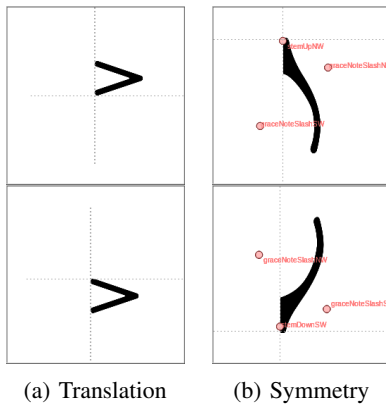 stemUpNW
graceNoteSlashN
graceNoteSlashSW
graceNoteSlashNW
graceNoteSlashS
stemDownSW
(a) Translation
(b) Symmetry